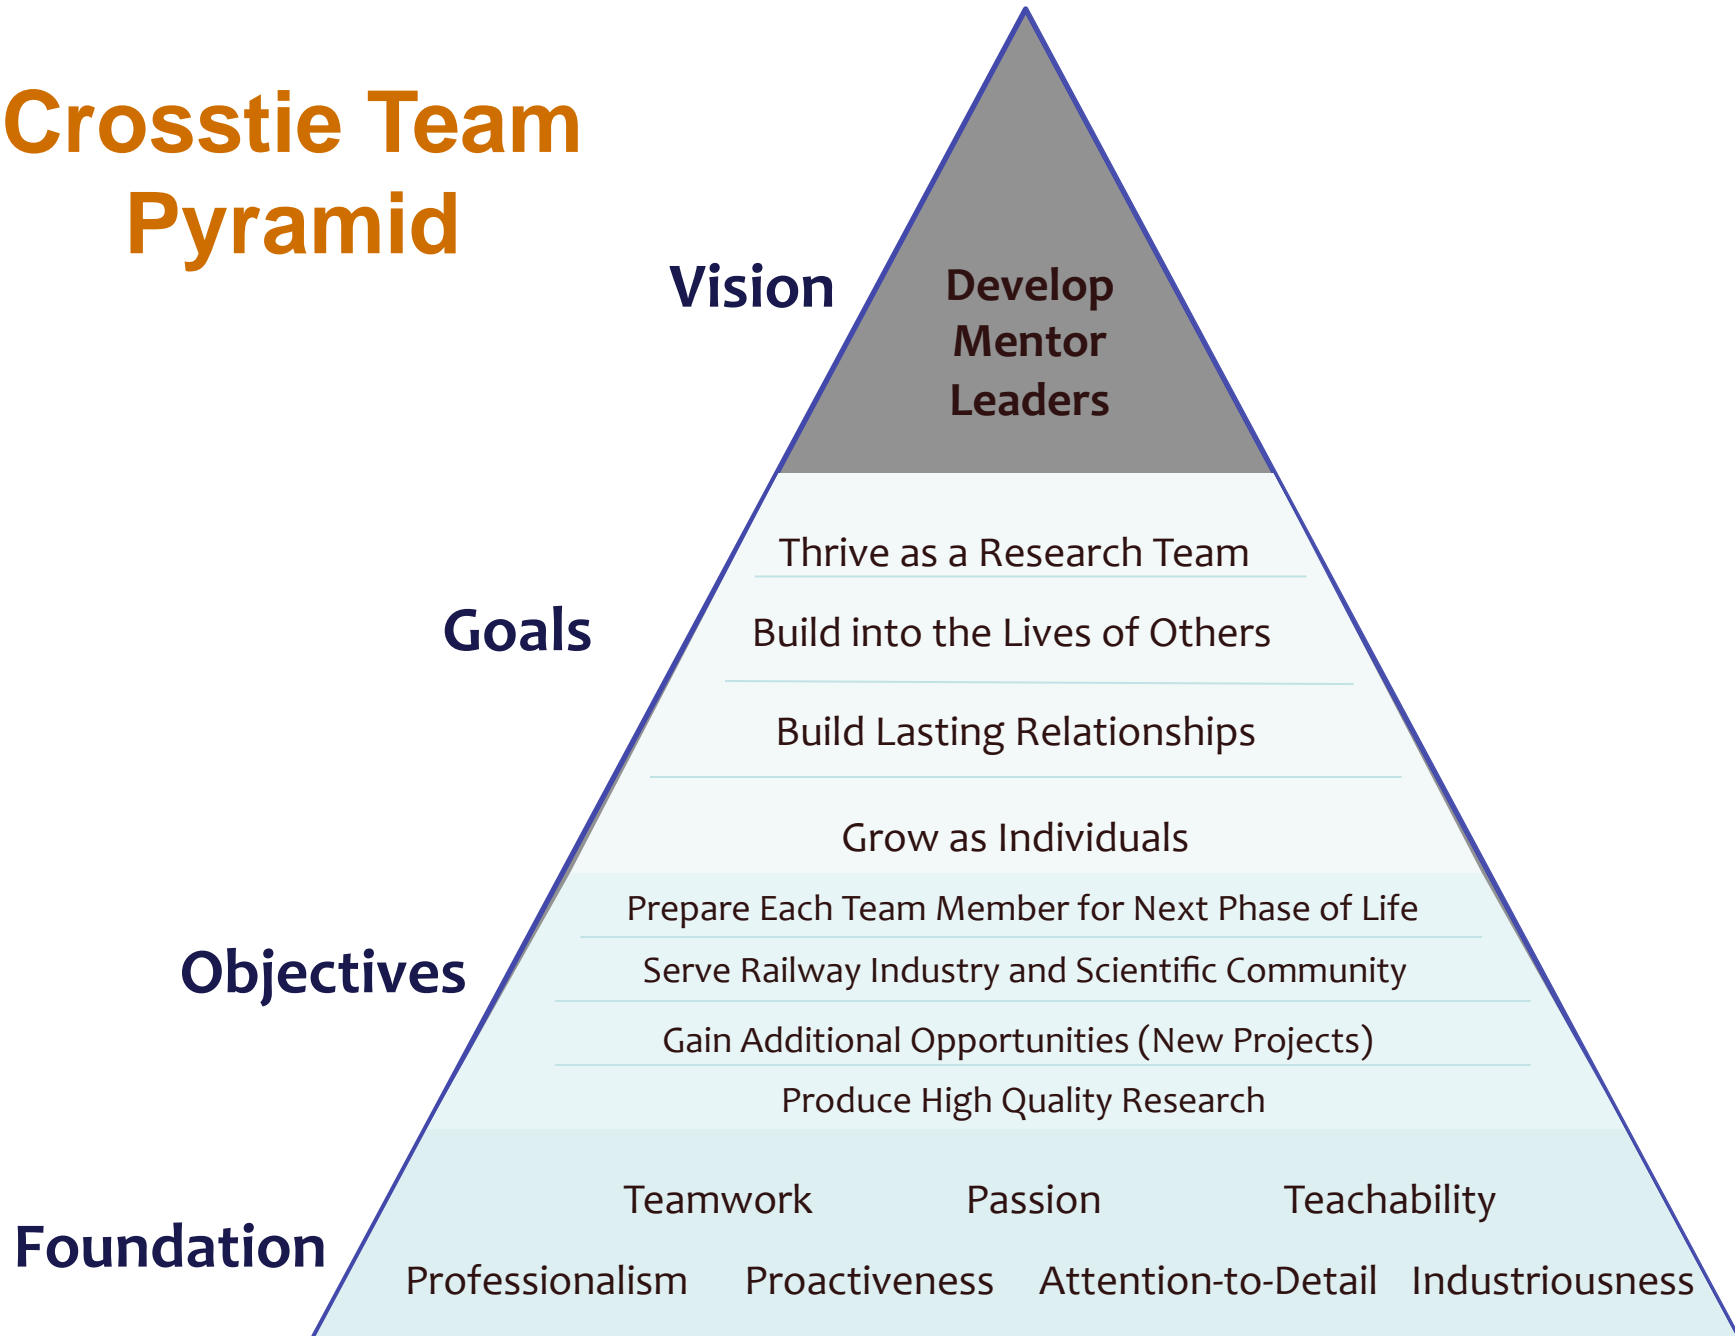 Crosstie Team
Pyramid
Vision
Develop
Mentor
Leaders
Thrive as a Research Team
Goals
Build into the Lives of Others
Build Lasting Relationships
Grow as Individuals
Prepare Each Team Member for Next Phase of Life
Objectives
Serve Railway Industry and Scientific Community
Gain Additional Opportunities (New Projects)
Produce High Quality Research
Teamwork Passion Teachability
Foundation
Professionalism Proactiveness Attention-to-Detail Industriousness